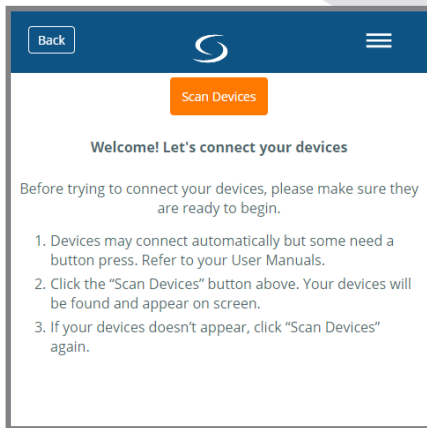 Back
Scan Devices
Welcome! Let's connect your devices
Before trying to connect your devices, please make sure they
are ready to begin.
1. Devices may connect automatically but some need a
button press. Refer to your User Manuals.
2. Click the “Scan Devices” button above. Your devices will
be found and appear on screen.
3. If your devices doesn’t appear, click “Scan Devices”
again.